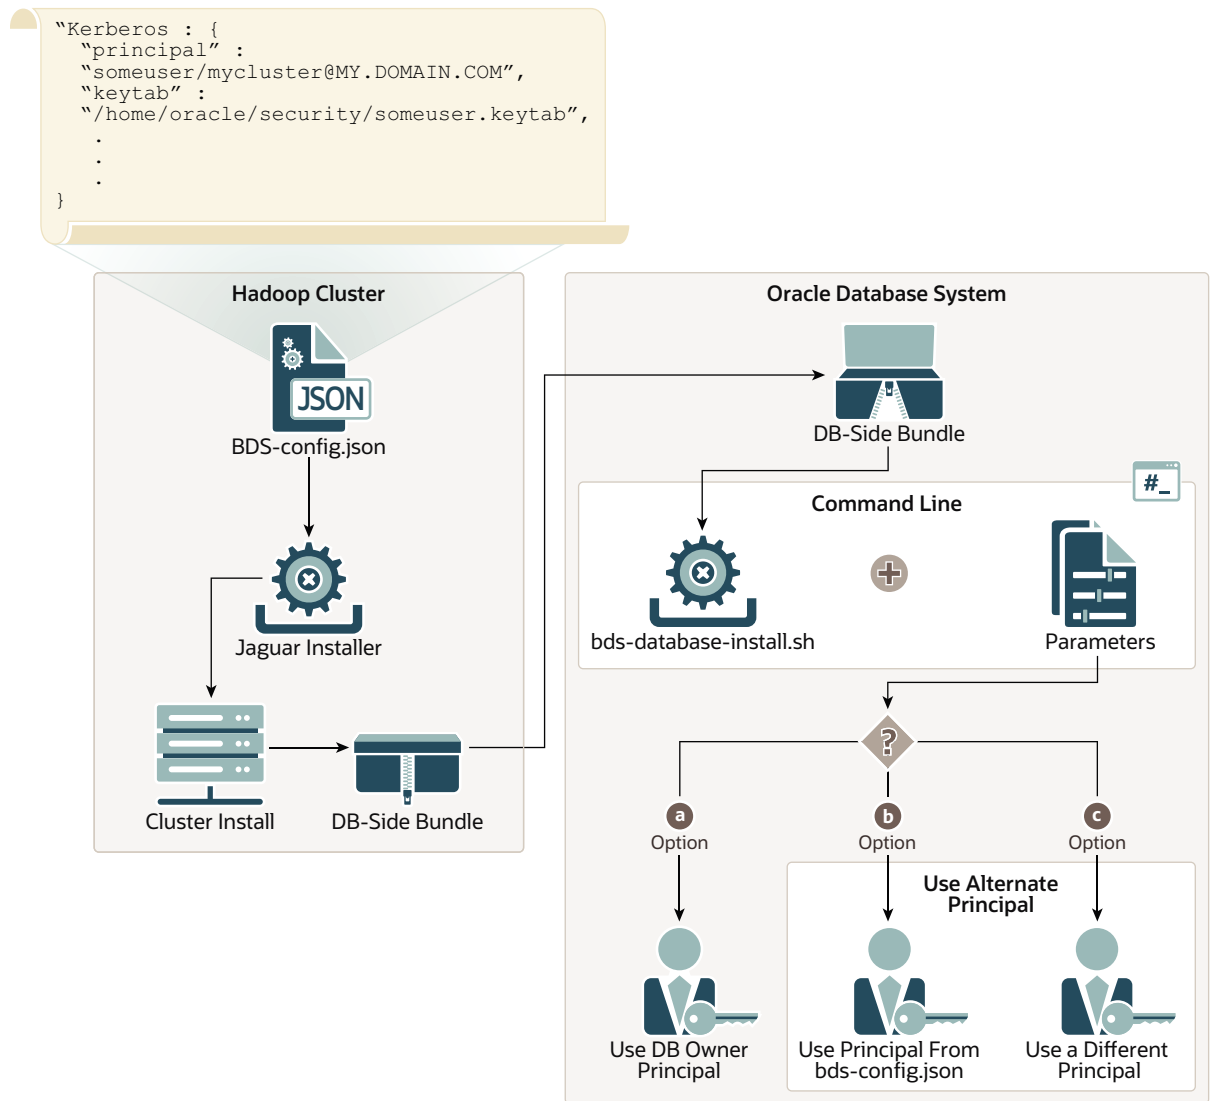 “Kerberos : {
“principal” :
“someuser/mycluster@MY.DOMAIN.COM”,
“keytab” :
“/home/oracle/security/someuser.keytab”,
.
.
.
}
Hadoop Cluster
JSON
BDS-config.json
Jaguar Installer
Cluster Install
DB-Side Bundle
Oracle Database System
DB-Side Bundle
#_
Command Line
+
bds-database-install.sh
Parameters
?
a
Option
b
Option
c
Option
Use Alternate
Principal
Use DB Owner
Principal
Use Principal From
bds-config.json
Use a Different
Principal